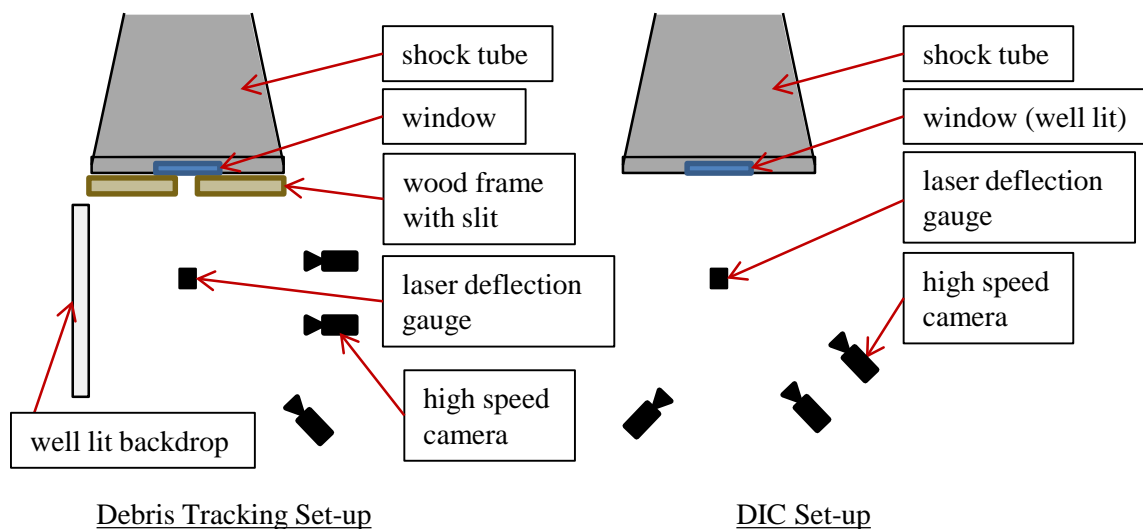 shock tube
window
wood frame
with slit
laser deflection
gauge
high speed
camera
well lit backdrop
Debris Tracking Set-up
shock tube
window (well lit)
laser deflection
gauge
high speed
camera
DIC Set-up